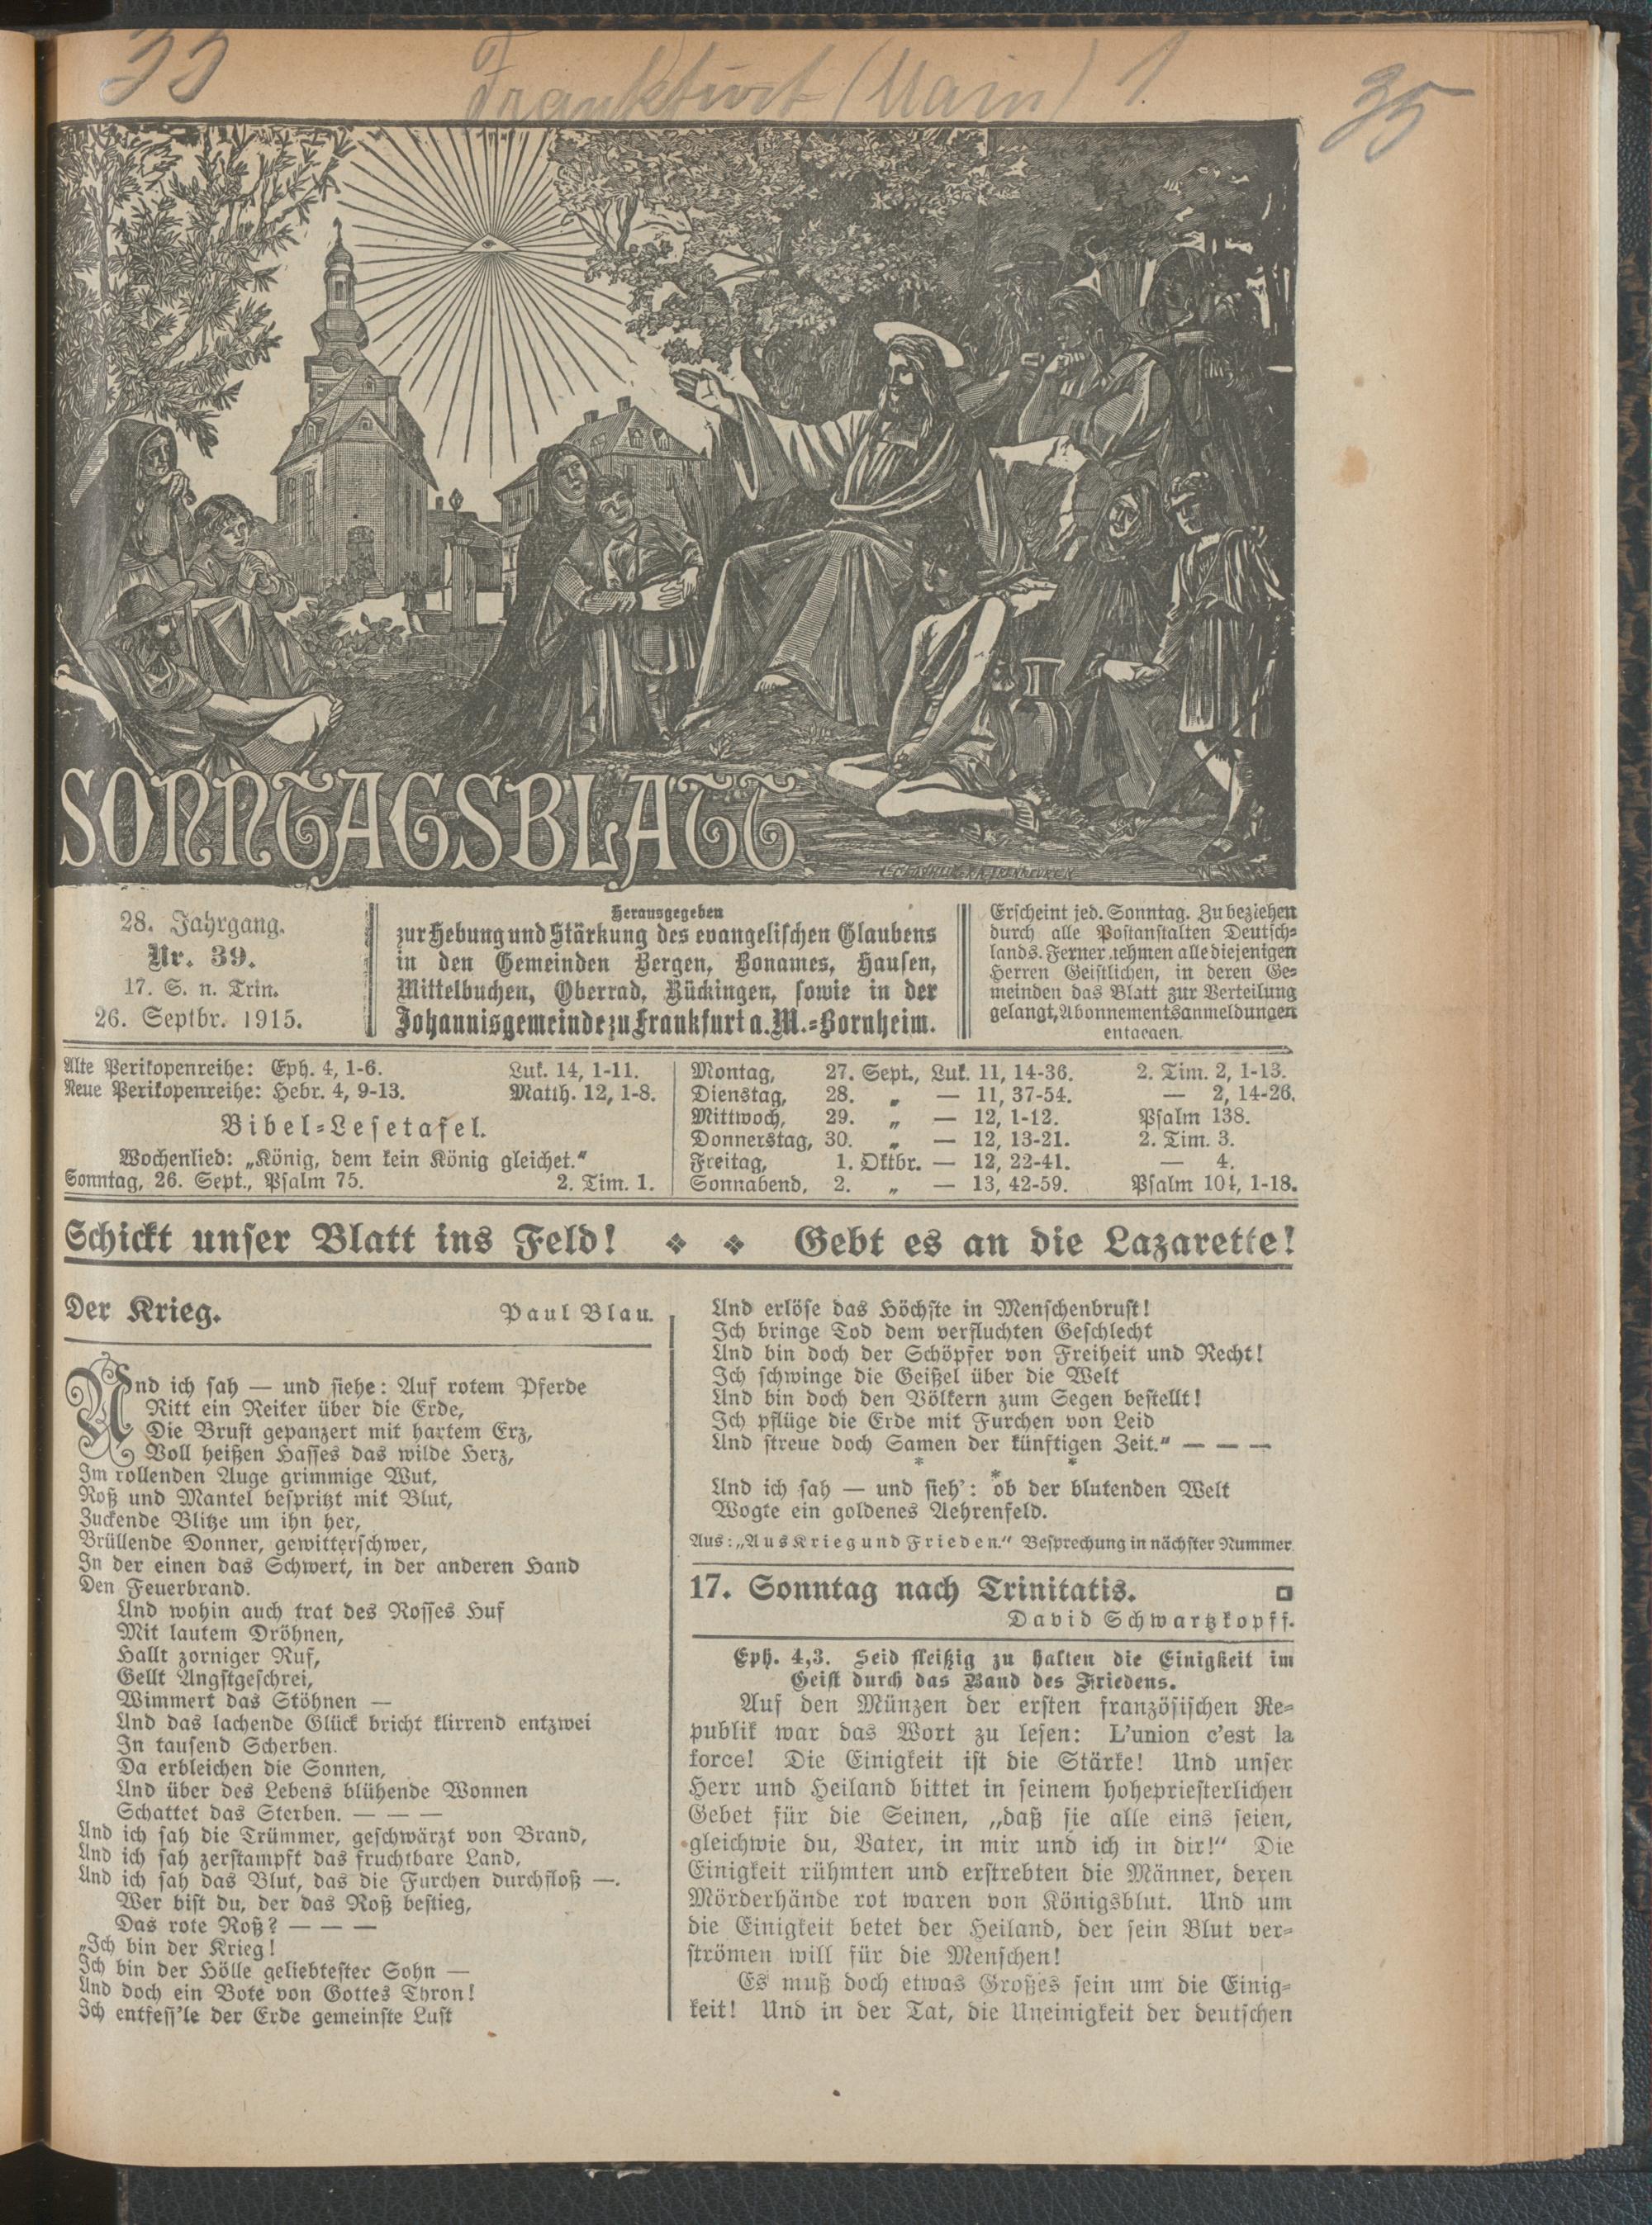 35
Frankfurt (Main) 1
35
SONNTAGSBLATT
28. Jahrgang.
Nr. 39.
17. S. n. Trin.
26. Septbr. 1915.
Herausgegeben
zur Hebung und Stärkung des evangelischen Glaubens
in den Gemeinden Bergen, Bonames, Hausen,
Mittelbuchen, Oberrad, Rückingen, sowie in der
Johannisgemeinde zu Frankfurt a. M.-Bornheim.
Erscheint jed. Sonntag. Zu beziehen
durch alle Postanstalten Deutsch-
lands. Ferner nehmen alle diejenigen
Herren Geistlichen, in deren Ge-
meinden das Blatt zur Verteilung
gelangt, Abonnementsanmeldungen
entgegen.
Alte Perikopenreihe: Eph. 4, 1-6. Luk. 14, 1-11.
Neue Perikopenreihe: Hebr. 4, 9-13. Matth. 12, 1-8.
Bibel-Lesetafel.
Wochenlied: „König, dem kein König gleichet."
Sonntag, 26. Sept., Psalm 75. 2. Tim. 1.
Montag, 27. Sept., Luk. 11, 14-36. 2. Tim. 2, 1-13.
Dienstag, 28. „ — 11, 37-54. — 2, 14-26.
Mittwoch, 29. „ — 12, 1-12. Psalm 138.
Donnerstag, 30. „ — 12, 13-21. 2. Tim. 3.
Freitag, 1. Oktbr. — 12, 22-41. — 4.
Sonnabend, 2. „ — 13, 42-59. Psalm 104, 1-18.
Schickt unser Blatt ins Feld! Gebt es an die Lazarette!
Der Krieg. Paul Blau.
Und ich sah — und siehe: Auf rotem Pferde
Ritt ein Reiter über die Erde,
Die Brust gepanzert mit hartem Erz,
Voll heißen Hasses das wilde Herz,
Im rollenden Auge grimmige Wut,
Roß und Mantel bespritzt mit Blut,
Zuckende Blitze um ihn her,
Brüllende Donner, gewitterschwer,
In der einen das Schwert, in der anderen Hand
Den Feuerbrand.
Und wohin auch trat des Rosses Huf
Mit lautem Dröhnen,
Hallt zorniger Ruf,
Gellt Angstgeschrei,
Wimmert das Stöhnen —
Und das lachende Glück bricht klirrend entzwei
In tausend Scherben.
Da erbleichen die Sonnen,
Und über des Lebens blühende Wonnen
Schattet das Sterben. — — —
Und ich sah die Trümmer, geschwärzt von Brand,
Und ich sah zerstampft das fruchtbare Land,
Und ich sah das Blut, das die Furchen durchfloß —.
Wer bist du, der das Roß bestieg,
Das rote Roß? — — —
„Ich bin der Krieg!
Ich bin der Hölle geliebtester Sohn —
Und doch ein Bote von Gottes Thron!
Ich entfess'le der Erde gemeinste Lust
Und erlöse das Höchste in Menschenbrust!
Ich bringe Tod dem verfluchten Geschlecht
Und bin doch der Schöpfer von Freiheit und Recht!
Ich schwinge die Geißel über die Welt
Und bin doch den Völkern zum Segen bestellt!
Ich pflüge die Erde mit Furchen von Leid
Und streue doch Samen der künftigen Zeit." — — —
* * *
Und ich sah — und sieh': ob der blutenden Welt
Wogte ein goldenes Aehrenfeld.
Aus: „Aus Krieg und Frieden." Besprechung in nächster Nummer.
17. Sonntag nach Trinitatis.
David Schwartzkopff.
Eph. 4,3. Seid fleißig zu halten die Einigkeit im
Geist durch das Band des Friedens.
Auf den Münzen der ersten französischen Re-
publik war das Wort zu lesen: L'union c'est la
force! Die Einigkeit ist die Stärke! Und unser
Herr und Heiland bittet in seinem hohepriesterlichen
Gebet für die Seinen, „daß sie alle eins seien,
gleichwie du, Vater, in mir und ich in dir!" Die
Einigkeit rühmten und erstrebten die Männer, deren
Mörderhände rot waren von Königsblut. Und um
die Einigkeit betet der Heiland, der sein Blut ver-
strömen will für die Menschen!
Es muß doch etwas Großes sein um die Einig-
keit! Und in der Tat, die Uneinigkeit der deutschen